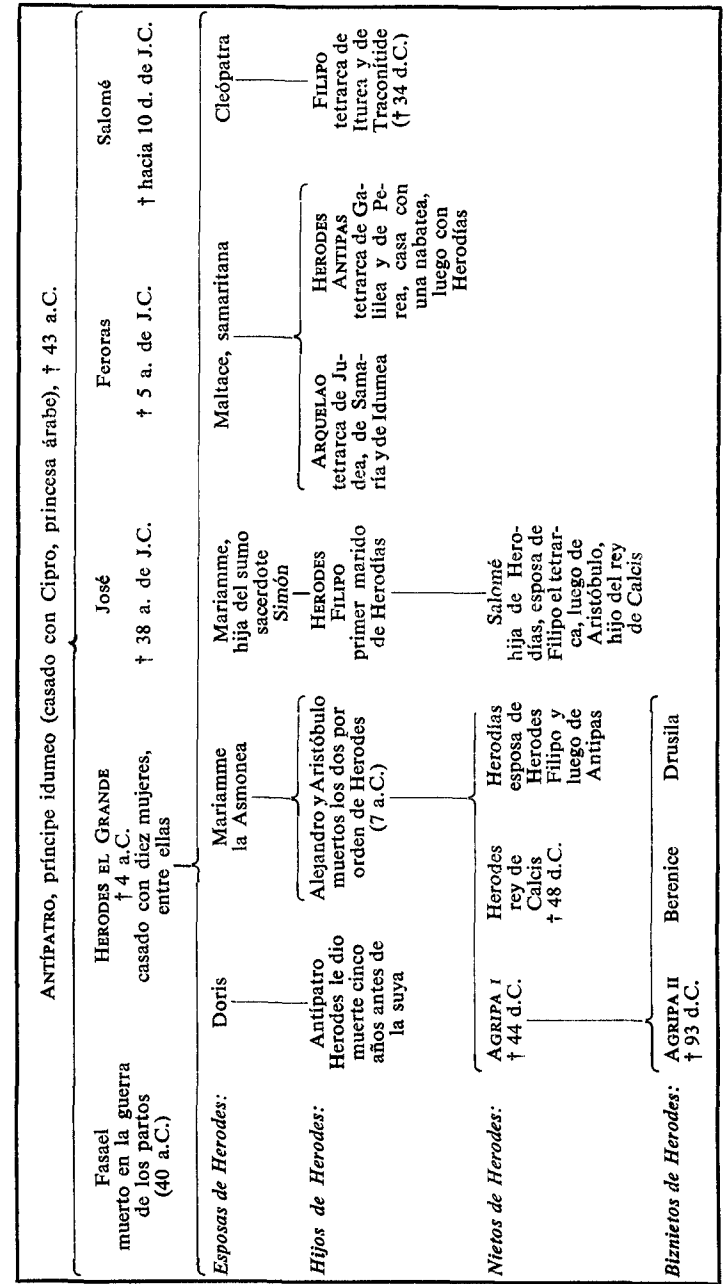 ANTÍPATRO, príncipe idumeo (casado con Cipro, princesa árabe), † 43 a.C.
Fasael
muerto en la guerra
de los partos
(40 a.C.)
HERODES EL GRANDE
† 4 a.C.
casado con diez mujeres,
entre ellas
José
† 38 a. de J.C.
Feroras
† 5 a. de J.C.
Salomé
† hacia 10 d. de J.C.
Esposas de Herodes:
Doris
Mariamme
la Asmonea
Mariamme,
hija del sumo
sacerdote
Simón
Maltace, samaritana
Cleópatra
Hijos de Herodes:
Antípatro
Herodes le dio
muerte cinco
años antes de
la suya
Alejandro y Aristóbulo
muertos los dos por
orden de Herodes
(7 a.C.)
HERODES
FILIPO
primer marido
de Herodías
ARQUELAO
tetrarca de Ju-
dea, de Sama-
ría y de Idumea
HERODES
ANTIPAS
tetrarca de Ga-
lilea y de Pe-
rea, casa con
una nabatea,
luego con
Herodías
FILIPO
tetrarca de
Iturea y de
Traconítide
(† 34 d.C.)
Nietos de Herodes:
AGRIPA I
† 44 d.C.
Herodes
rey de
Calcis
† 48 d.C.
Herodías
esposa de
Herodes
Filipo y
luego de
Antipas
Salomé
hija de Hero-
días, esposa de
Filipo el tetrar-
ca, luego de
Aristóbulo,
hijo del rey
de Calcis
Biznietos de Herodes:
AGRIPA II
† 93 d.C.
Berenice
Drusila